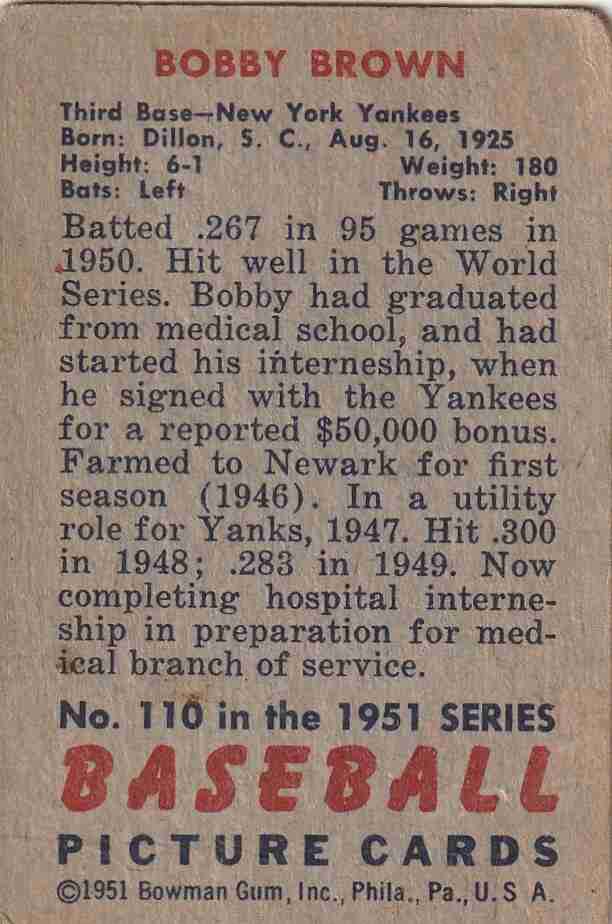 BOBBY BROWN
Third Base—New York Yankees
Born: Dillon, S. C., Aug. 16, 1925
Height: 6-1 Weight: 180
Bats: Left Throws: Right
Batted .267 in 95 games in
1950. Hit well in the World
Series. Bobby had graduated
from medical school, and had
started his interneship, when
he signed with the Yankees
for a reported $50,000 bonus.
Farmed to Newark for first
season (1946). In a utility
role for Yanks, 1947. Hit .300
in 1948; .283 in 1949. Now
completing hospital interne-
ship in preparation for med-
ical branch of service.
No. 110 in the 1951 SERIES
BASEBALL
PICTURE CARDS
©1951 Bowman Gum, Inc., Phila., Pa., U. S A.